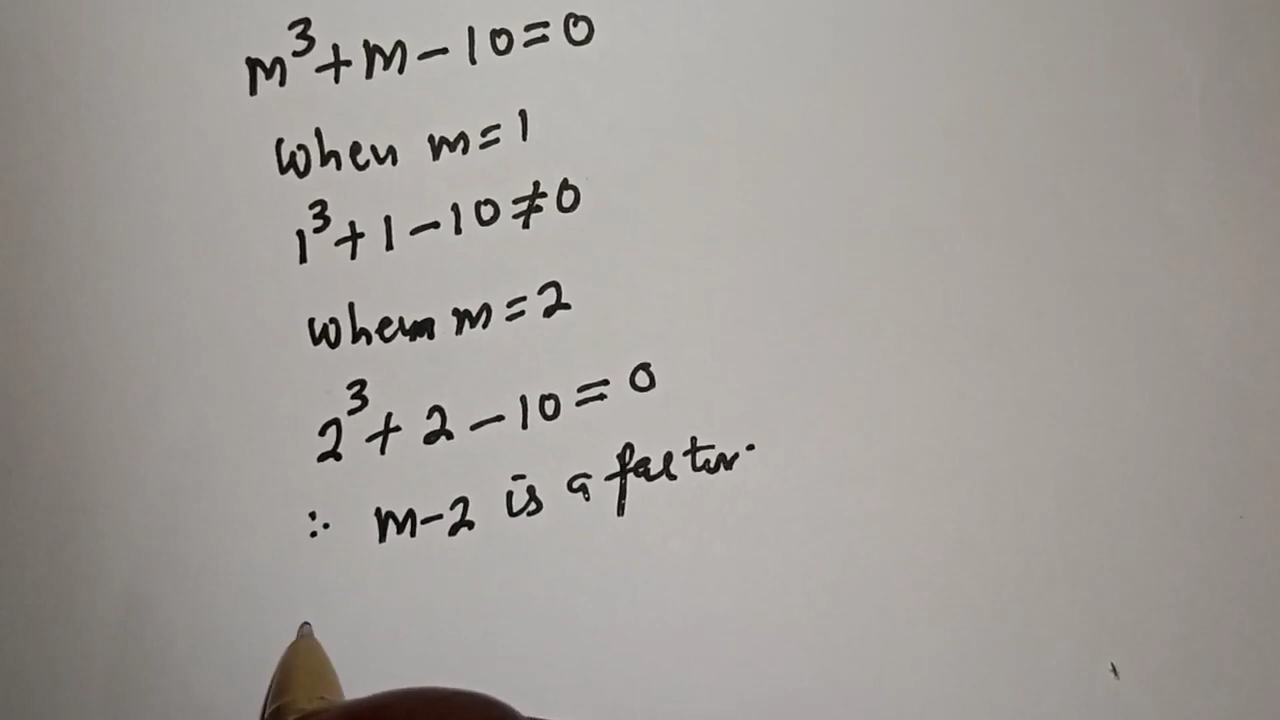 m³+m-10=0
when m=1
1³+1-10≠0
when m=2
2³+2-10=0
∴ m-2 is a factor.